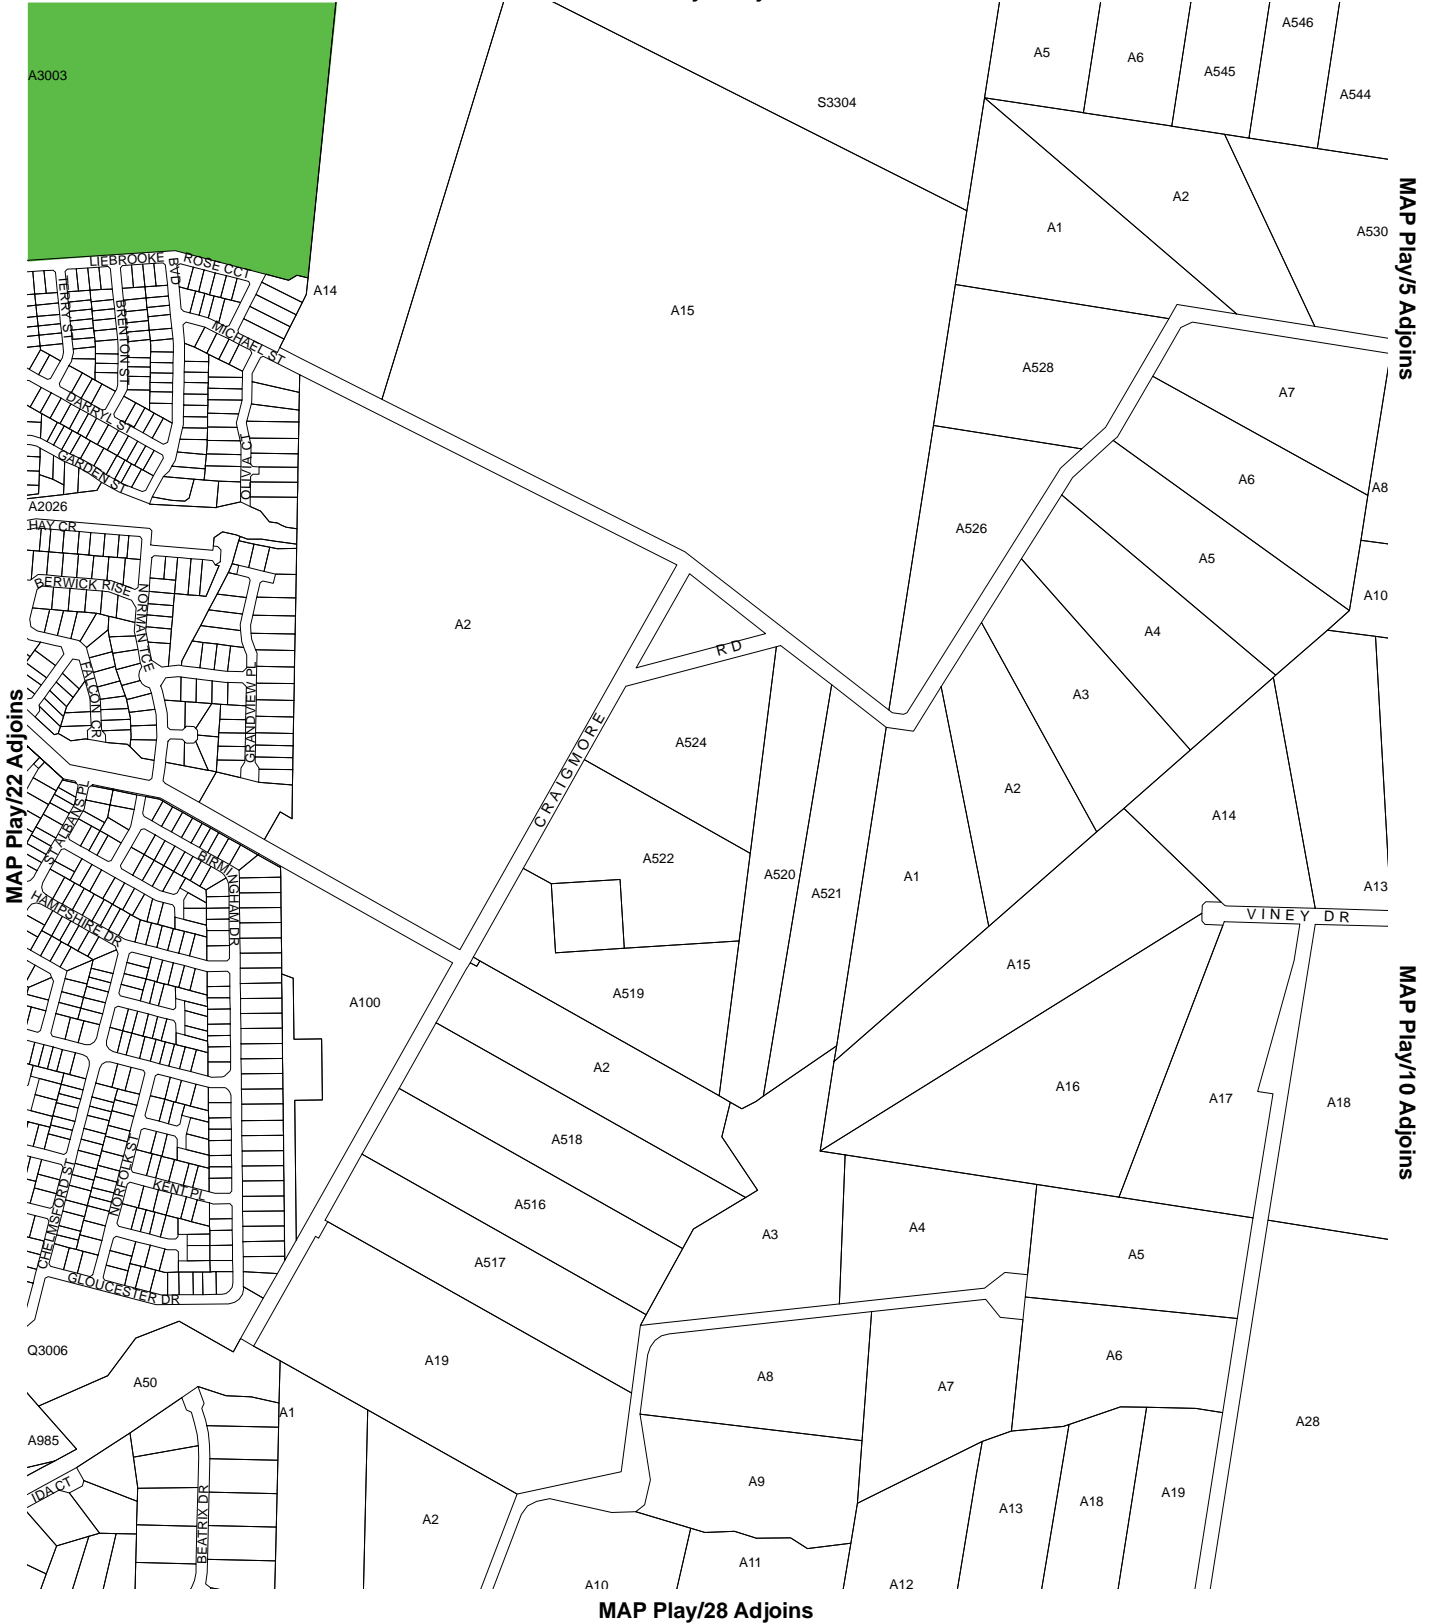 A546
A5
A6
A545
A544
A3003
S3304
MAP Play/5 Adjoins
A2
A1
A530
LIEBROOKE
BVD
ROSE CCT
A14
A15
TERRY ST
BRENTON ST
MICHAEL ST
A528
A7
DARRYL ST
OLIVIA CT
GARDEN ST
A6
A8
A2026
HAY CR
A526
A5
BERWICK RISE
NORMAN TCE
A10
A2
A4
RD
FALCON CR
GRANDVIEW PL
A3
MAP Play/22 Adjoins
A524
CRAIGMORE
A2
A14
ST ALBANS PL
BIRMINGHAM DR
A522
A520
A521
A1
A13
HAMPSHIRE DR
VINEY DR
A15
A519
A100
MAP Play/10 Adjoins
A2
A16
A17
A18
A518
NORFOLK ST
CHELMSFORD ST
KENT PL
A516
A3
A4
A5
A517
GLOUCESTER DR
Q3006
A19
A6
A50
A8
A7
A1
A28
A985
IDA CT
A9
A19
A18
A13
BEATRIX DR
A2
A11
A10
A12
MAP Play/28 Adjoins